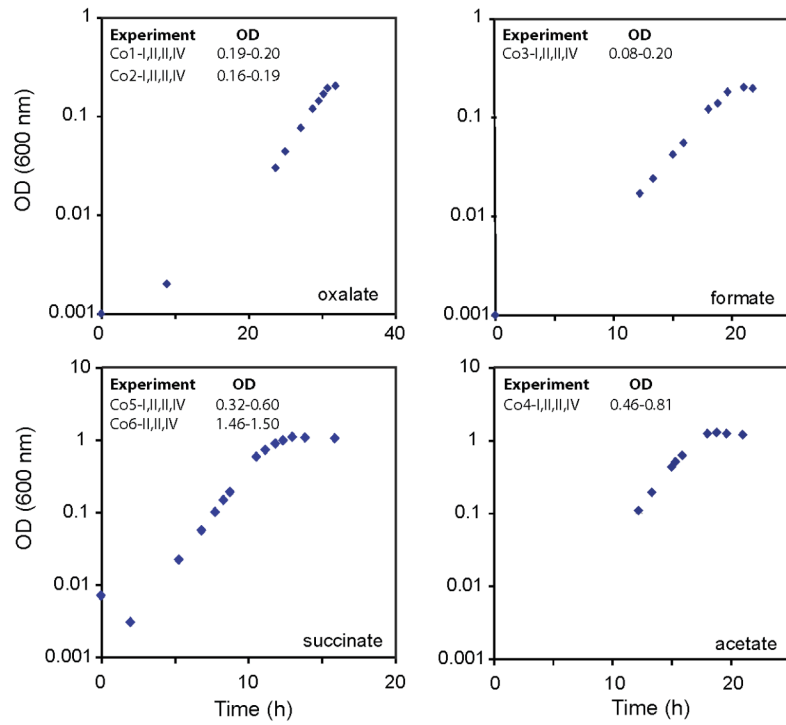 Experiment OD
Co1-I,II,II,IV 0.19-0.20
Co2-I,II,II,IV 0.16-0.19
1
0.1
0.01
0.001
0 20 40
OD (600 nm)
oxalate
Experiment OD
Co3-I,II,II,IV 0.08-0.20
1
0.1
0.01
0.001
0 10 20
formate
Experiment OD
Co5-I,II,II,IV 0.32-0.60
Co6-II,II,IV 1.46-1.50
10
1
0.1
0.01
0.001
0 10 20
OD (600 nm)
Time (h)
succinate
Experiment OD
Co4-I,II,II,IV 0.46-0.81
10
1
0.1
0.01
0.001
0 10 20
Time (h)
acetate